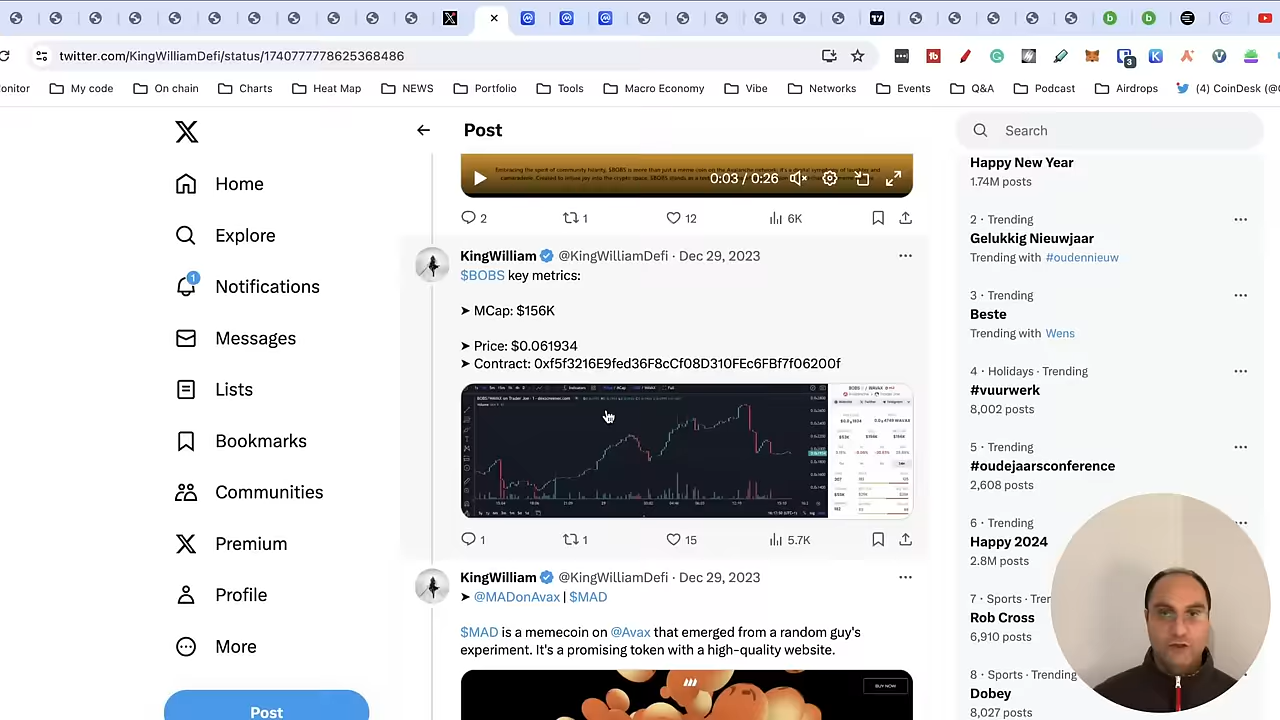 twitter.com/KingWilliamDefi/status/1740777778625368486
3
onitor
My code
On chain
Charts
Heat Map
NEWS
Portfolio
Tools
Macro Economy
Vibe
Networks
Events
Q&A
Podcast
Airdrops
(4) CoinDesk (@C
Home
Explore
1
Notifications
Messages
Lists
Bookmarks
Communities
Premium
Profile
More
Post
Post
0:03 / 0:26
2
1
12
6K
KingWilliam @KingWilliamDefi · Dec 29, 2023
$BOBS key metrics:
➤ MCap: $156K
➤ Price: $0.061934
➤ Contract: 0xf5f3216E9fed36F8cCf08D310FEc6FBf7f06200f
1
1
15
5.7K
KingWilliam @KingWilliamDefi · Dec 29, 2023
➤ @MADonAvax | $MAD
$MAD is a memecoin on @Avax that emerged from a random guy's
experiment. It's a promising token with a high-quality website.
BUY NOW
Search
Happy New Year
1.74M posts
2 · Trending
Gelukkig Nieuwjaar
Trending with #oudennieuw
3 · Trending
Beste
Trending with Wens
4 · Holidays · Trending
#vuurwerk
8,002 posts
5 · Trending
#oudejaarsconference
2,608 posts
6 · Trending
Happy 2024
2.8M posts
7 · Sports · Tren
Rob Cross
6,910 posts
8 · Sports · Trending
Dobey
8,027 posts